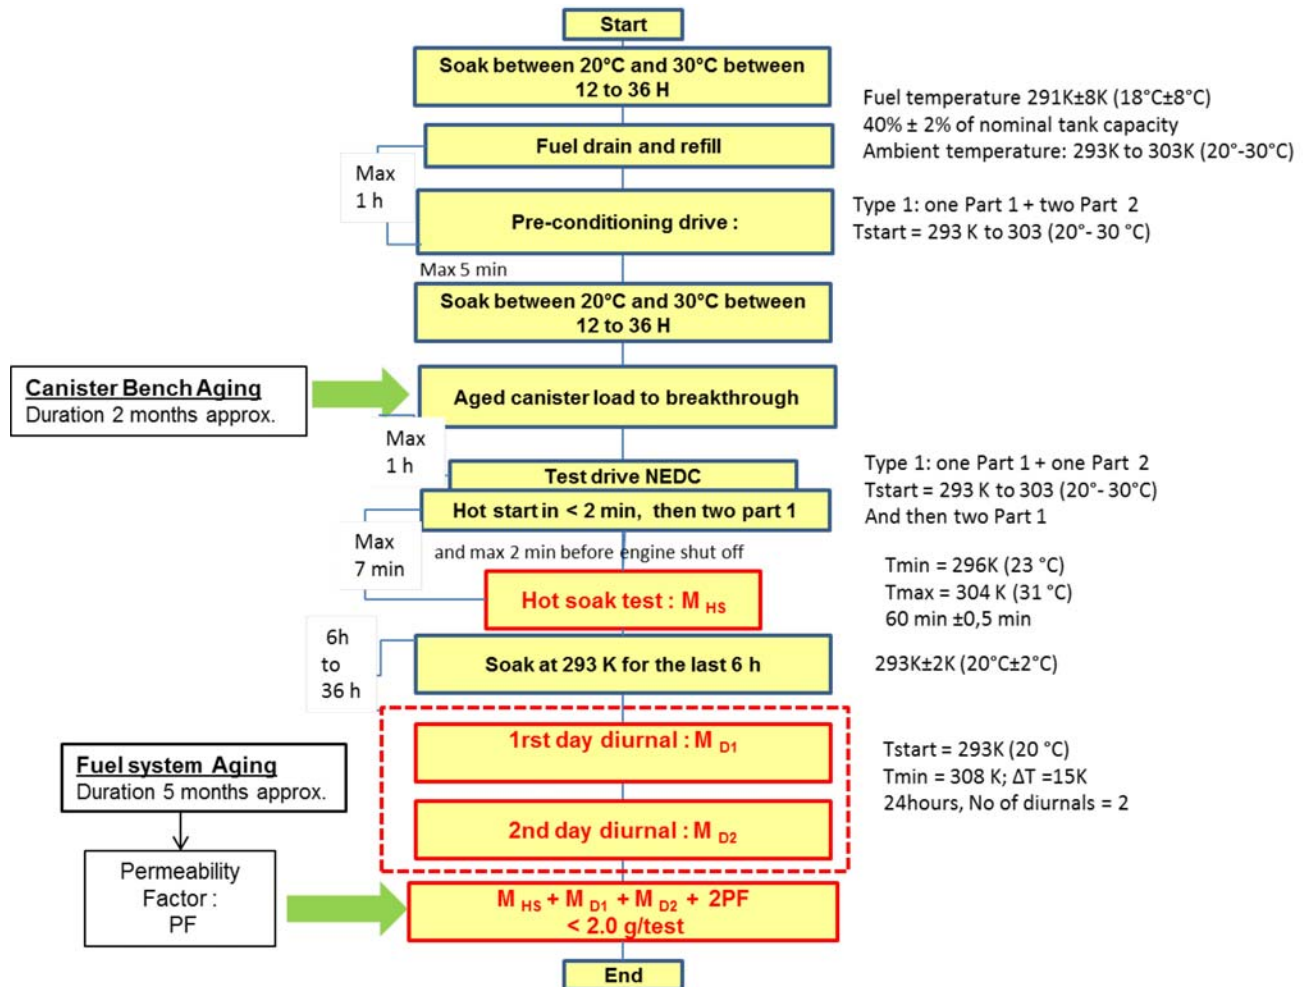 Start
Soak between 20°C and 30°C between
12 to 36 H
Fuel temperature 291K±8K (18°C±8°C)
40% ± 2% of nominal tank capacity
Ambient temperature: 293K to 303K (20°-30°C)
Fuel drain and refill
Max
1 h
Pre-conditioning drive :
Type 1: one Part 1 + two Part 2
Tstart = 293 K to 303 (20°- 30 °C)
Max 5 min
Soak between 20°C and 30°C between
12 to 36 H
Canister Bench Aging
Duration 2 months approx.
Aged canister load to breakthrough
Max
1 h
Test drive NEDC
Hot start in < 2 min, then two part 1
Type 1: one Part 1 + one Part 2
Tstart = 293 K to 303 (20°- 30°C)
And then two Part 1
Max
7 min
and max 2 min before engine shut off
Hot soak test : M HS
Tmin = 296K (23 °C)
Tmax = 304 K (31 °C)
60 min ±0,5 min
6h
to
36 h
Soak at 293 K for the last 6 h
293K±2K (20°C±2°C)
1rst day diurnal : M D1
Fuel system Aging
Duration 5 months approx.
Tstart = 293K (20 °C)
Tmin = 308 K; ΔT =15K
24hours, No of diurnals = 2
2nd day diurnal : M D2
Permeability
Factor :
PF
M HS + M D1 + M D2 + 2PF
< 2.0 g/test
End